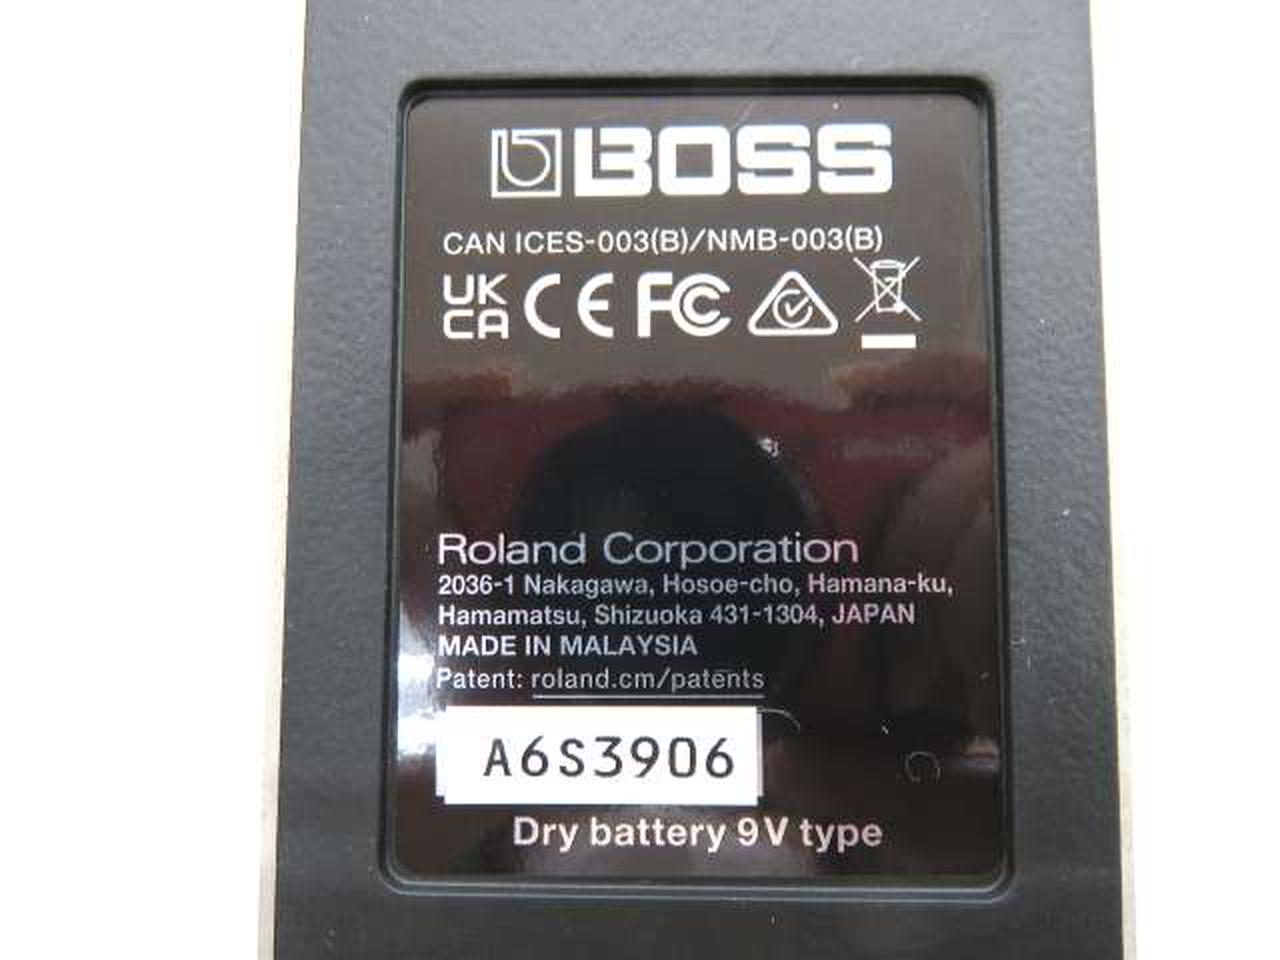 BOSS
CAN ICES-003(B)/NMB-003(B)
UK
CA CE FC
Roland Corporation
2036-1 Nakagawa, Hosoe-cho, Hamana-ku,
Hamamatsu, Shizuoka 431-1304, JAPAN
MADE IN MALAYSIA
Patent: roland.cm/patents
A6S3906
Dry battery 9V type